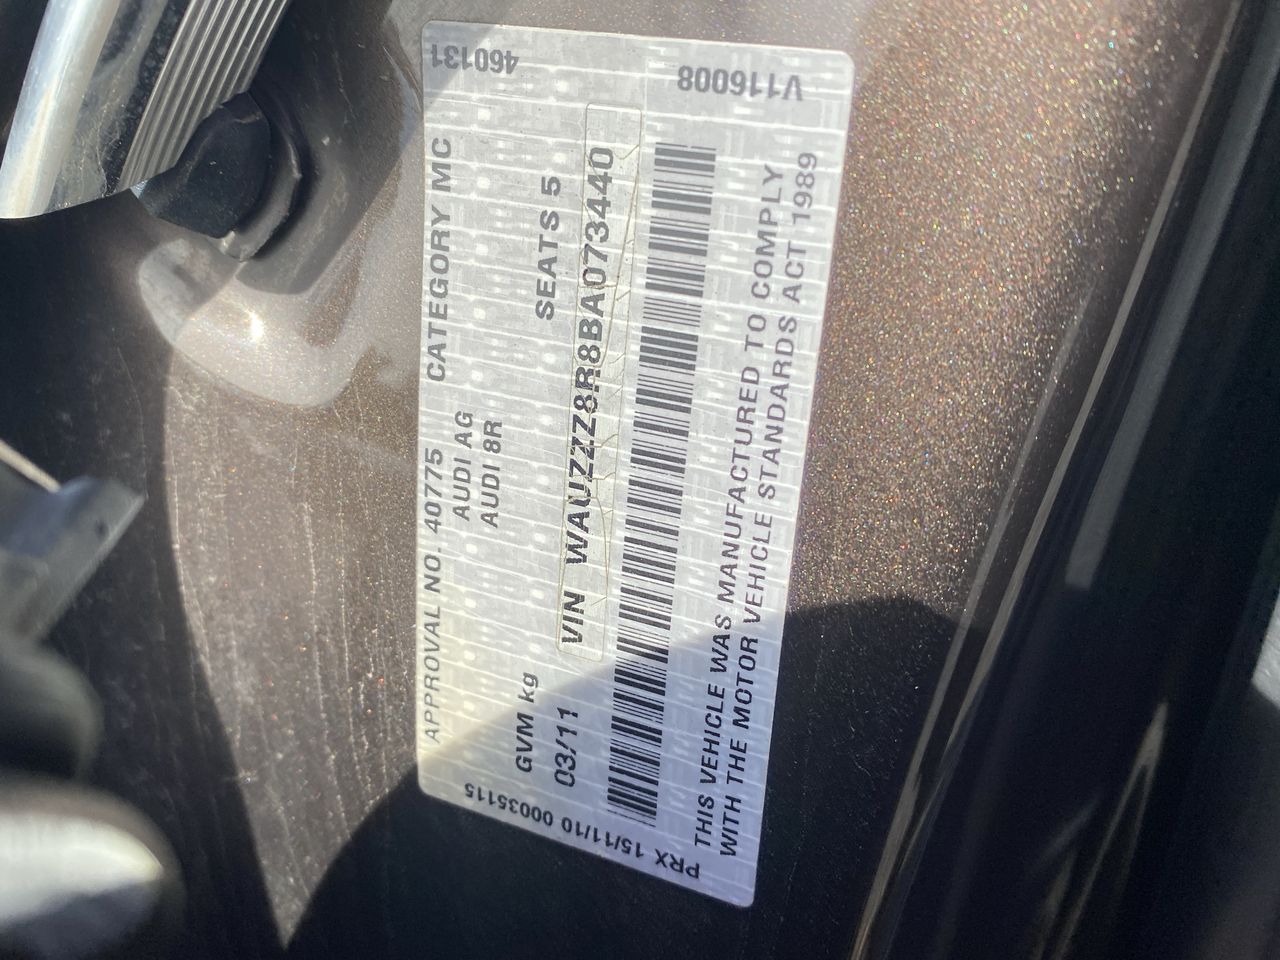 460131
V116008
APPROVAL NO. 40775 CATEGORY MC
AUDI AG
AUDI 8R
GVM kg SEATS 5
03/11 VIN WAUZZZ8R8BA073440
THIS VEHICLE WAS MANUFACTURED TO COMPLY
WITH THE MOTOR VEHICLE STANDARDS ACT 1989
PRX 15/11/10 00035115